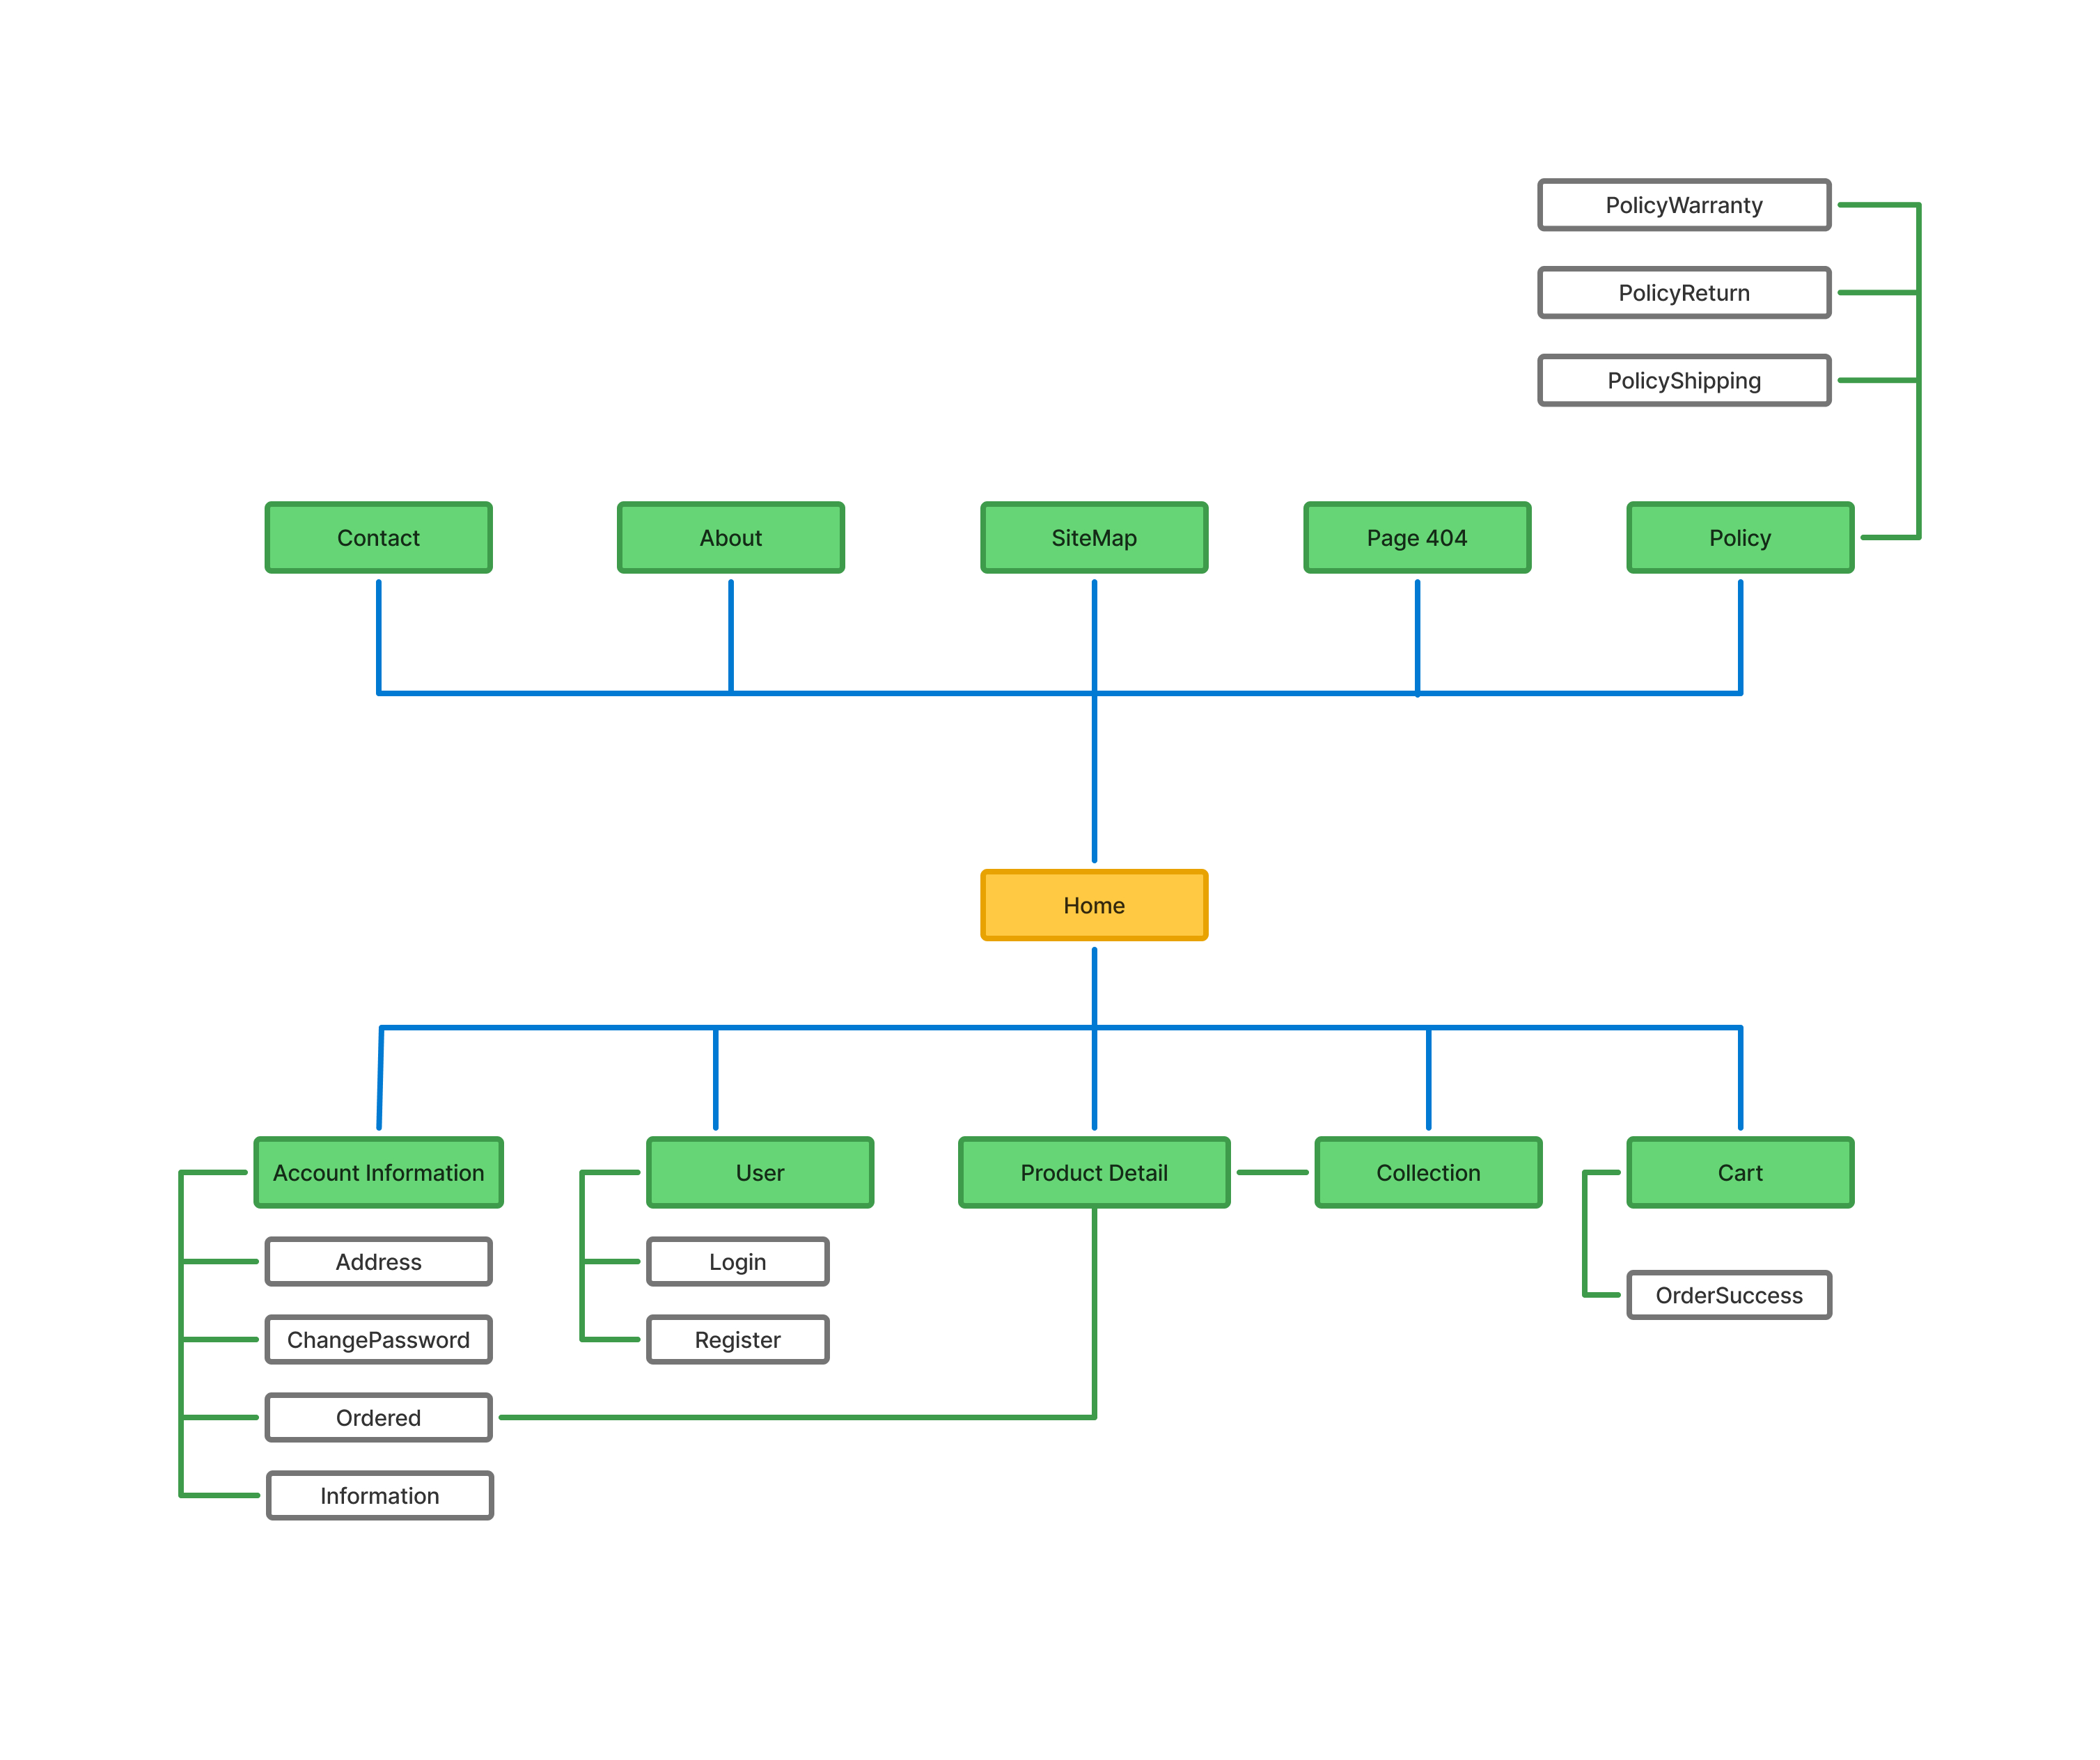 PolicyWarranty
PolicyReturn
PolicyShipping
Contact
About
SiteMap
Page 404
Policy
Home
Account Information
User
Product Detail
Collection
Cart
Address
Login
OrderSuccess
ChangePassword
Register
Ordered
Information